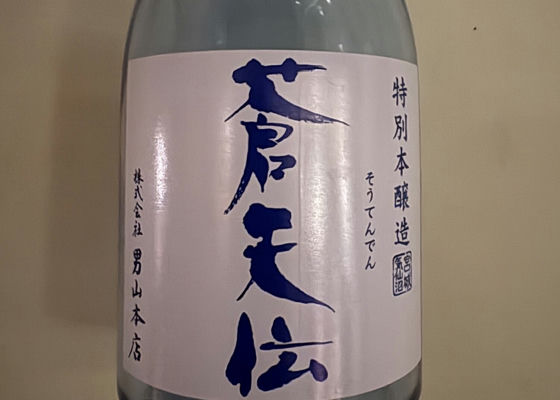 特別本醸造
宮城
気仙沼
そうてんでん
蒼天伝
株式会社 男山本店